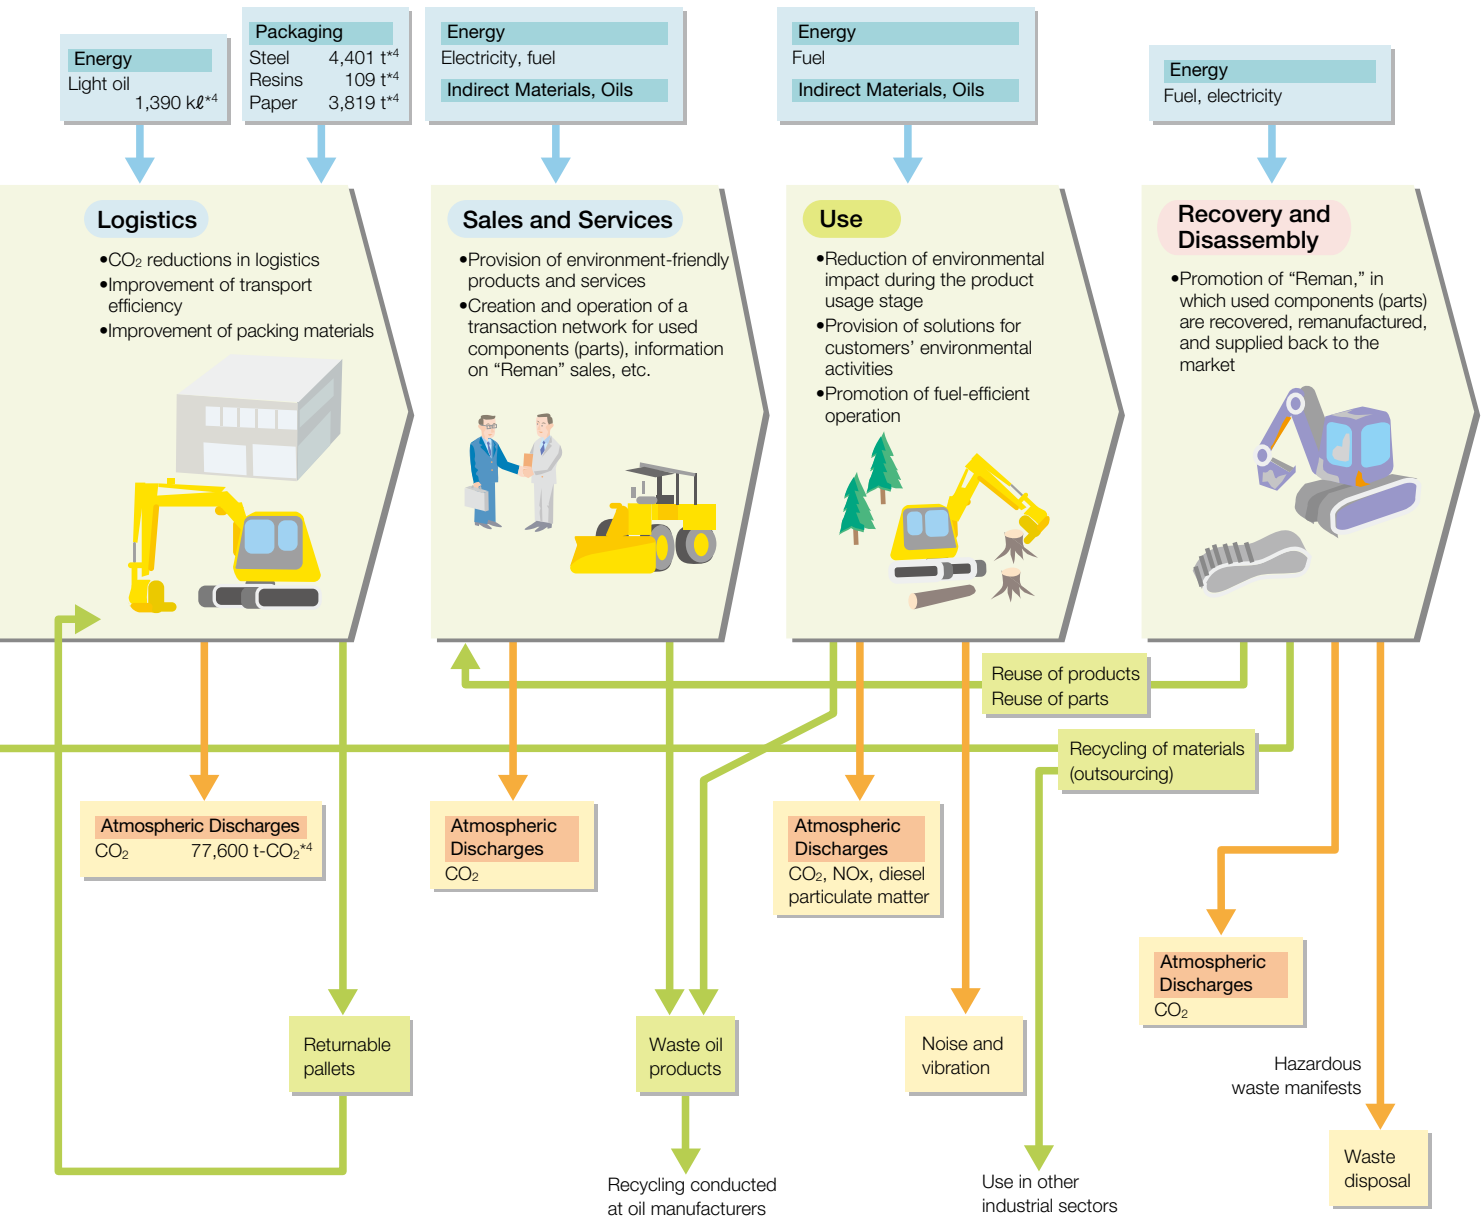 Energy
Light oil
1,390 kℓ*4
Packaging
Steel 4,401 t*4
Resins 109 t*4
Paper 3,819 t*4
Energy
Electricity, fuel
Indirect Materials, Oils
Energy
Fuel
Indirect Materials, Oils
Energy
Fuel, electricity
Logistics
•CO2 reductions in logistics
•Improvement of transport
efficiency
•Improvement of packing materials
Sales and Services
•Provision of environment-friendly
products and services
•Creation and operation of a
transaction network for used
components (parts), information
on “Reman” sales, etc.
Use
•Reduction of environmental
impact during the product
usage stage
•Provision of solutions for
customers’ environmental
activities
•Promotion of fuel-efficient
operation
Recovery and
Disassembly
•Promotion of “Reman,” in
which used components (parts)
are recovered, remanufactured,
and supplied back to the
market
Reuse of products
Reuse of parts
Recycling of materials
(outsourcing)
Atmospheric Discharges
CO2 77,600 t-CO2*4
Atmospheric
Discharges
CO2
Atmospheric
Discharges
CO2, NOx, diesel
particulate matter
Atmospheric
Discharges
CO2
Returnable
pallets
Waste oil
products
Noise and
vibration
Hazardous
waste manifests
Waste
disposal
Recycling conducted
at oil manufacturers
Use in other
industrial sectors